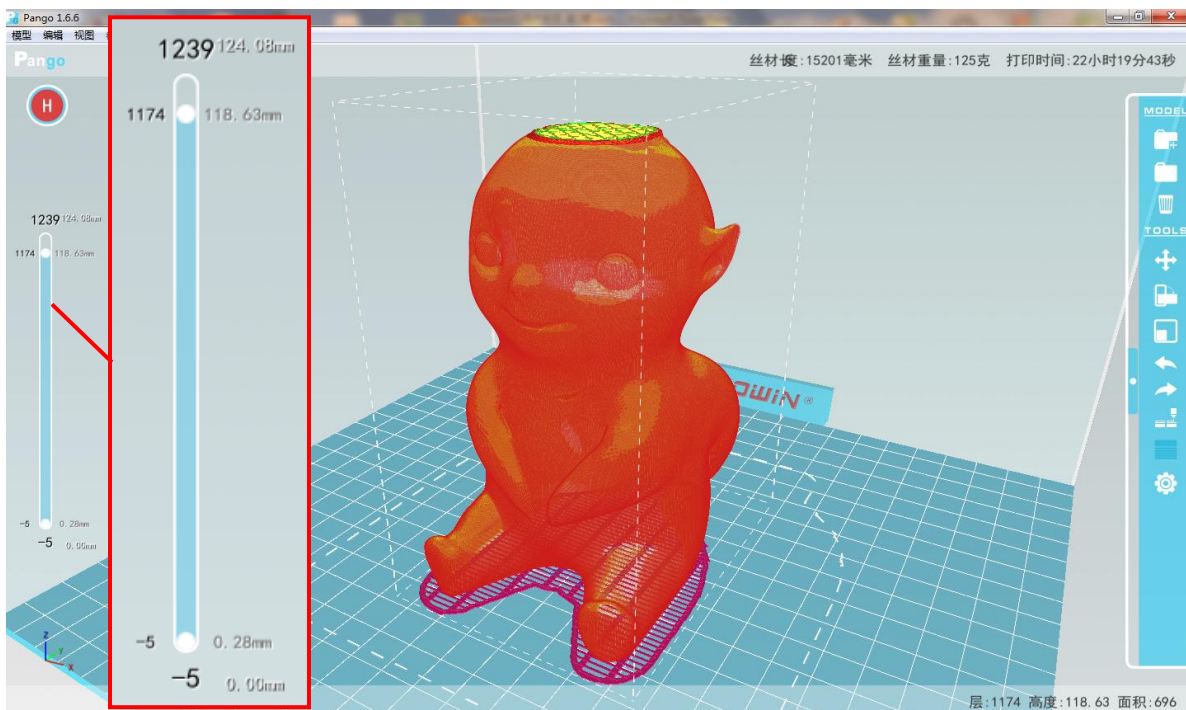 Pango 1.6.6
模型 编辑 视图
Pango
丝材长度:15201毫米 丝材重量:125克 打印时间:22小时19分43秒
H
MODEL
TOOLS
1239 124.08mm
1174 118.63mm
-5 0.28mm
-5 0.00mm
1239 124.08mm
1174 118.63mm
-5 0.28mm
-5 0.00mm
OWiN®
z
y
x
层:1174 高度:118.63 面积:696